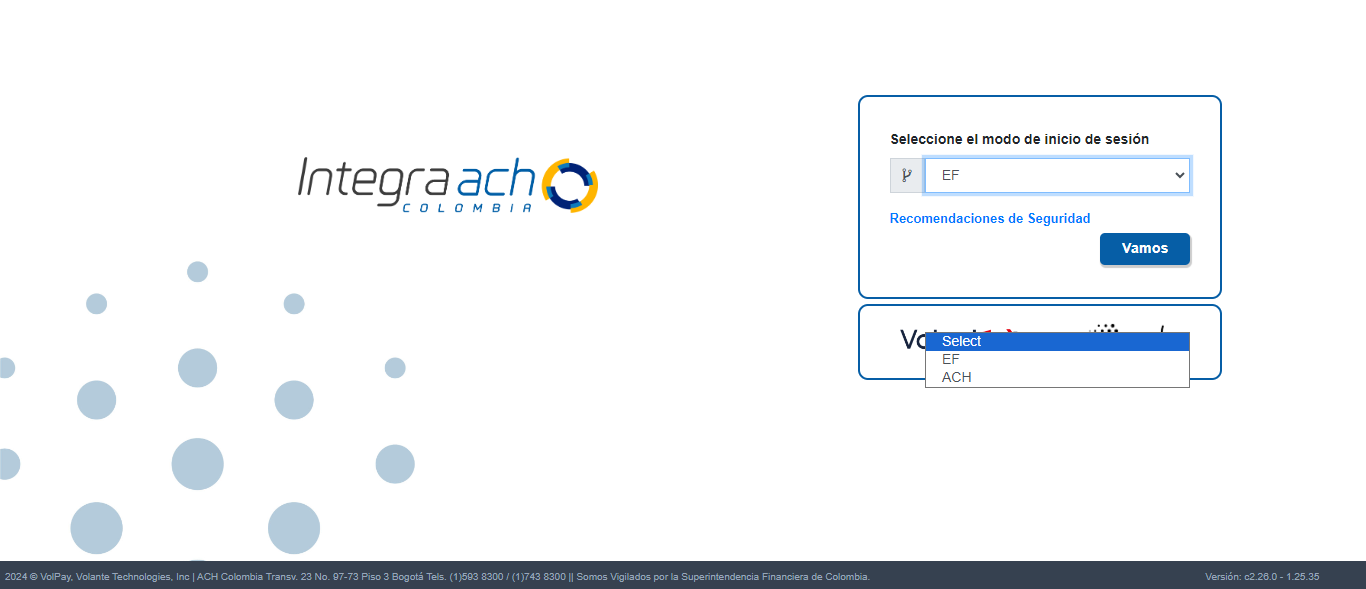 Integra ach
COLOMBIA
Seleccione el modo de inicio de sesión
EF
Recomendaciones de Seguridad
Vamos
Select
EF
ACH
2024 © VolPay, Volante Technologies, Inc | ACH Colombia Transv. 23 No. 97-73 Piso 3 Bogotá Tels. (1)593 8300 / (1)743 8300 || Somos Vigilados por la Superintendencia Financiera de Colombia.
Versión: c2.26.0 - 1.25.35